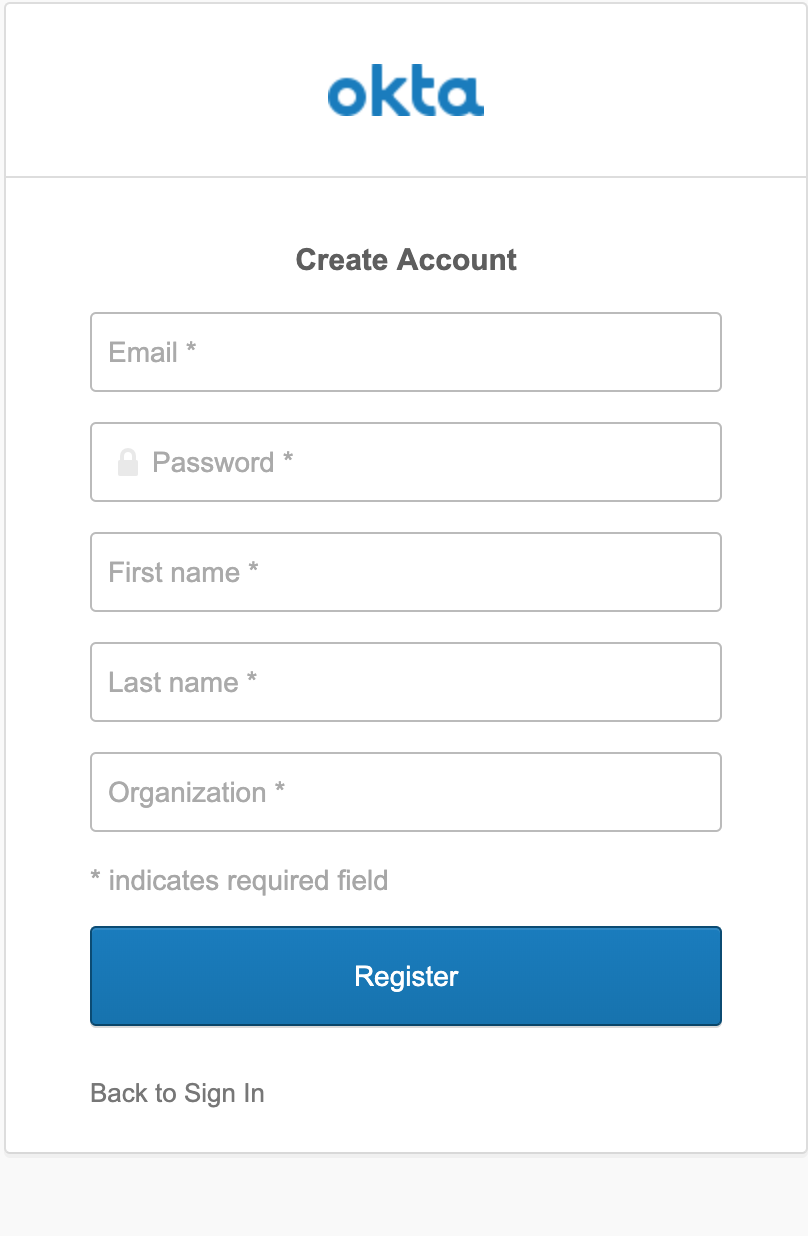 okta
Create Account
Email *
Password *
First name *
Last name *
Organization *
* indicates required field
Register
Back to Sign In